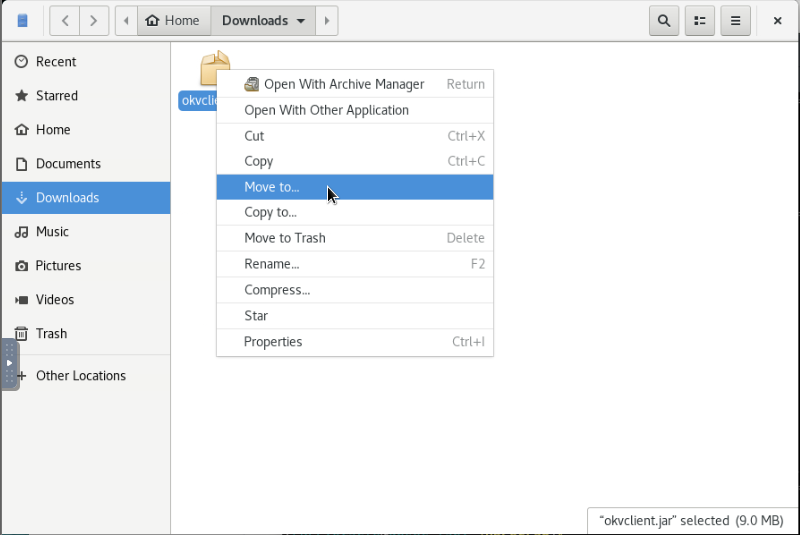 Home Downloads
Recent
Starred
Home
Documents
Downloads
Music
Pictures
Videos
Trash
Other Locations
Open With Archive Manager Return
Open With Other Application
Cut Ctrl+X
Copy Ctrl+C
Move to...
Copy to...
Move to Trash Delete
Rename... F2
Compress...
Star
Properties Ctrl+I
"okvclient.jar" selected (9.0 MB)